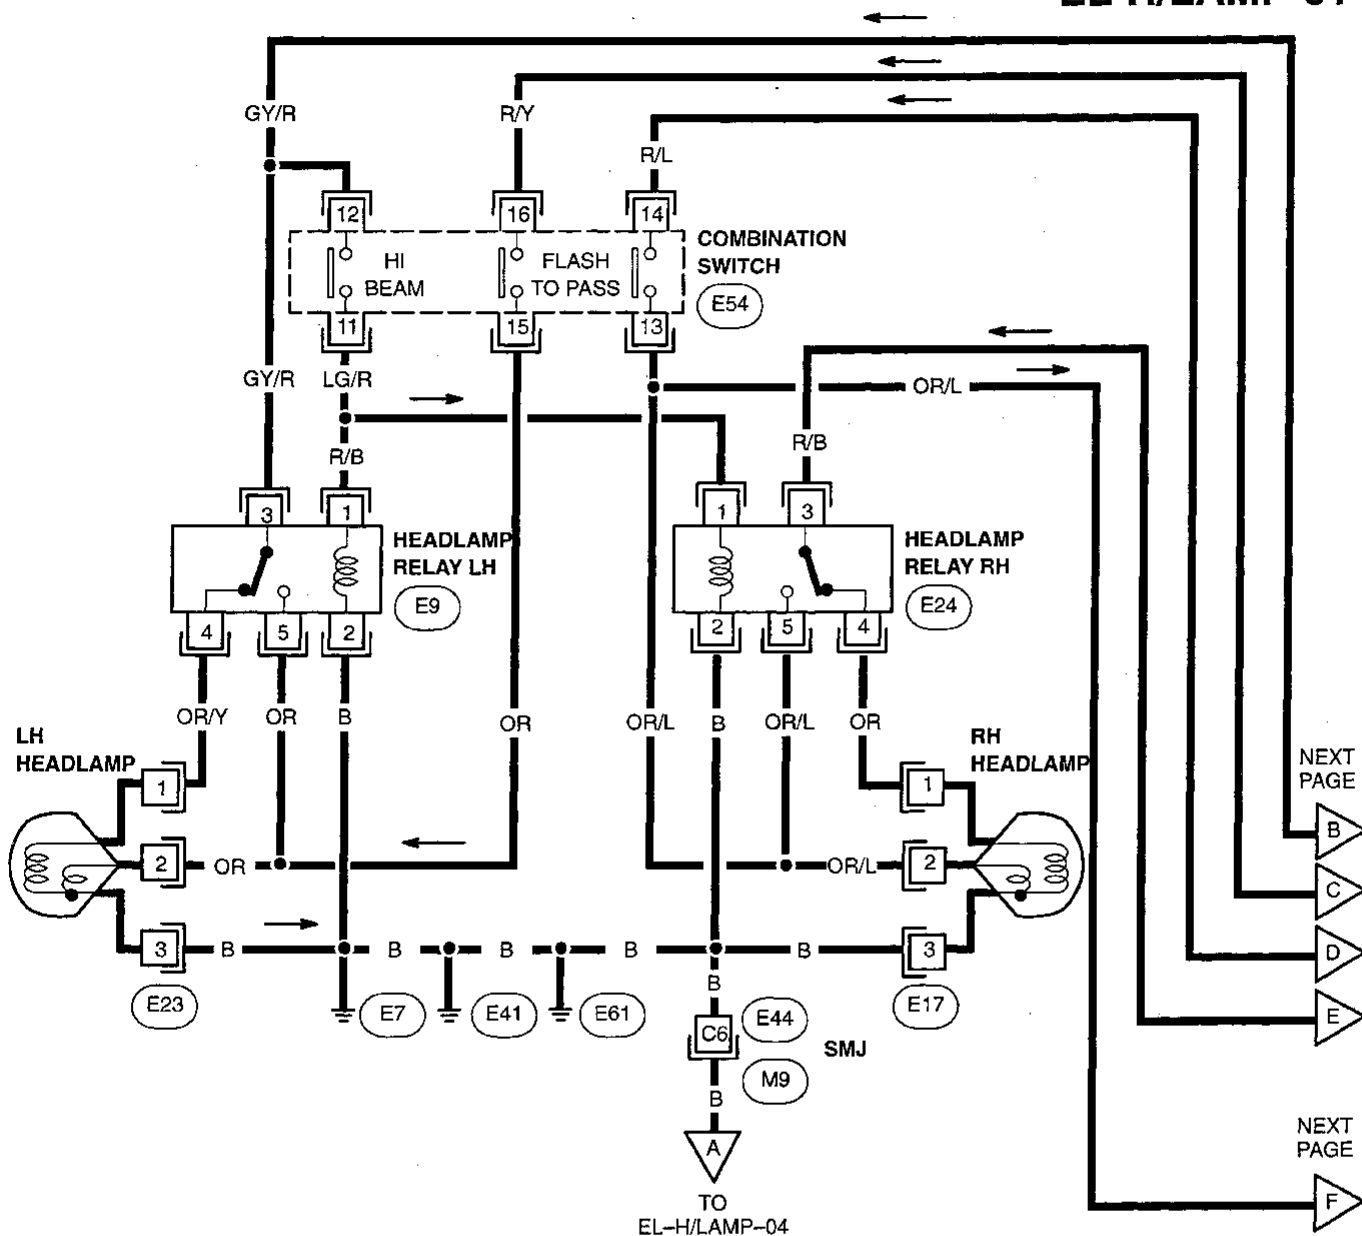 GY/R
R/Y
R/L
12
16
14
HI
BEAM
FLASH
TO PASS
COMBINATION
SWITCH
E54
11
15
13
GY/R
LG/R
OR/L
R/B
R/B
3
1
1
3
HEADLAMP
RELAY LH
E9
HEADLAMP
RELAY RH
E24
4
5
2
2
5
4
OR/Y
OR
B
OR
OR/L
B
OR/L
OR
LH
HEADLAMP
RH
HEADLAMP
NEXT
PAGE
1
1
B
2
OR
OR/L
2
C
3
B
B
B
B
B
3
D
B
E23
E7
E41
E61
E44
E17
E
C6
SMJ
M9
B
A
NEXT
PAGE
F
TO
EL-H/LAMP-04